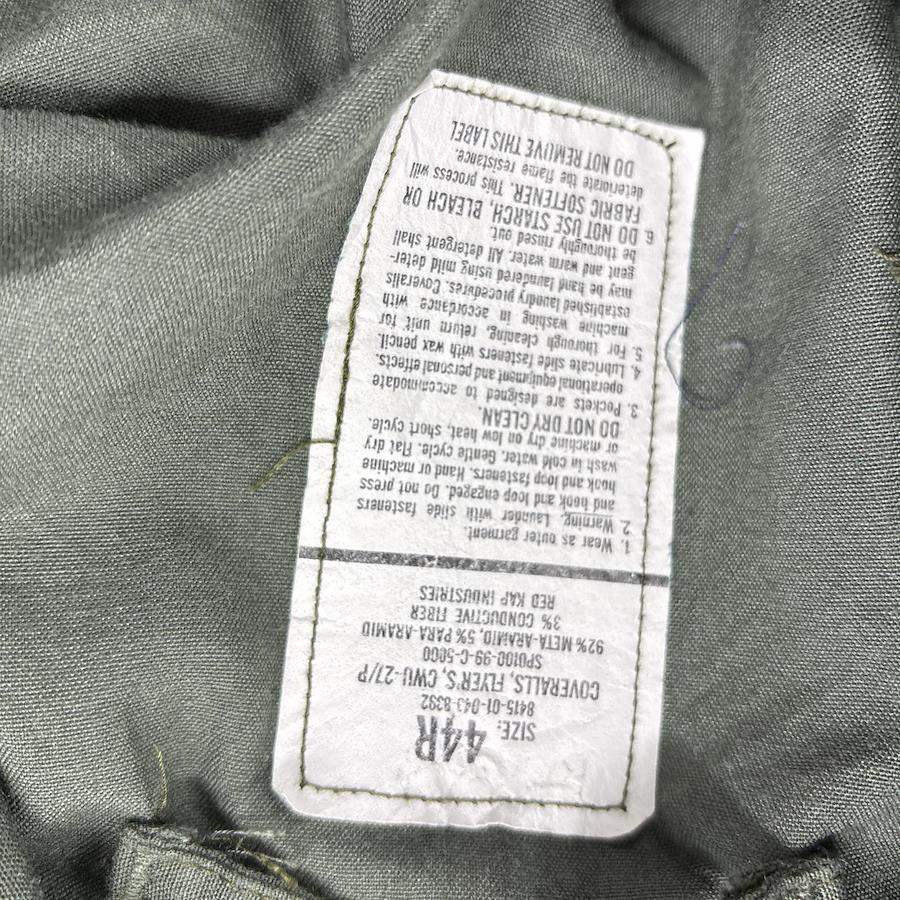 SIZE: 44R
8415-01-043-8392
COVERALLS, FLYER'S, CWU-27/P
SP0100-99-C-5000
92% META-ARAMID, 5% PARA-ARAMID
3% CONDUCTIVE FIBER
RED KAP INDUSTRIES
1. Wear as outer garment.
2. Warning. Launder with slide fasteners
and hook and loop engaged. Do not press
hook and loop fasteners. Hand or machine
wash in cold water. Gentle cycle. Flat dry
or machine dry on low heat, short cycle.
DO NOT DRY CLEAN.
3. Pockets are designed to accommodate
operational equipment and personal effects.
4. Lubricate slide fasteners with wax pencil.
5. For thorough cleaning, return unit for
machine washing in accordance with
established laundry procedures. Coveralls
may be hand laundered using mild deter-
gent and warm water. All detergent shall
be thoroughly rinsed out.
6. DO NOT USE STARCH, BLEACH OR
FABRIC SOFTENER. This process will
deteriorate the flame resistance.
DO NOT REMOVE THIS LABEL